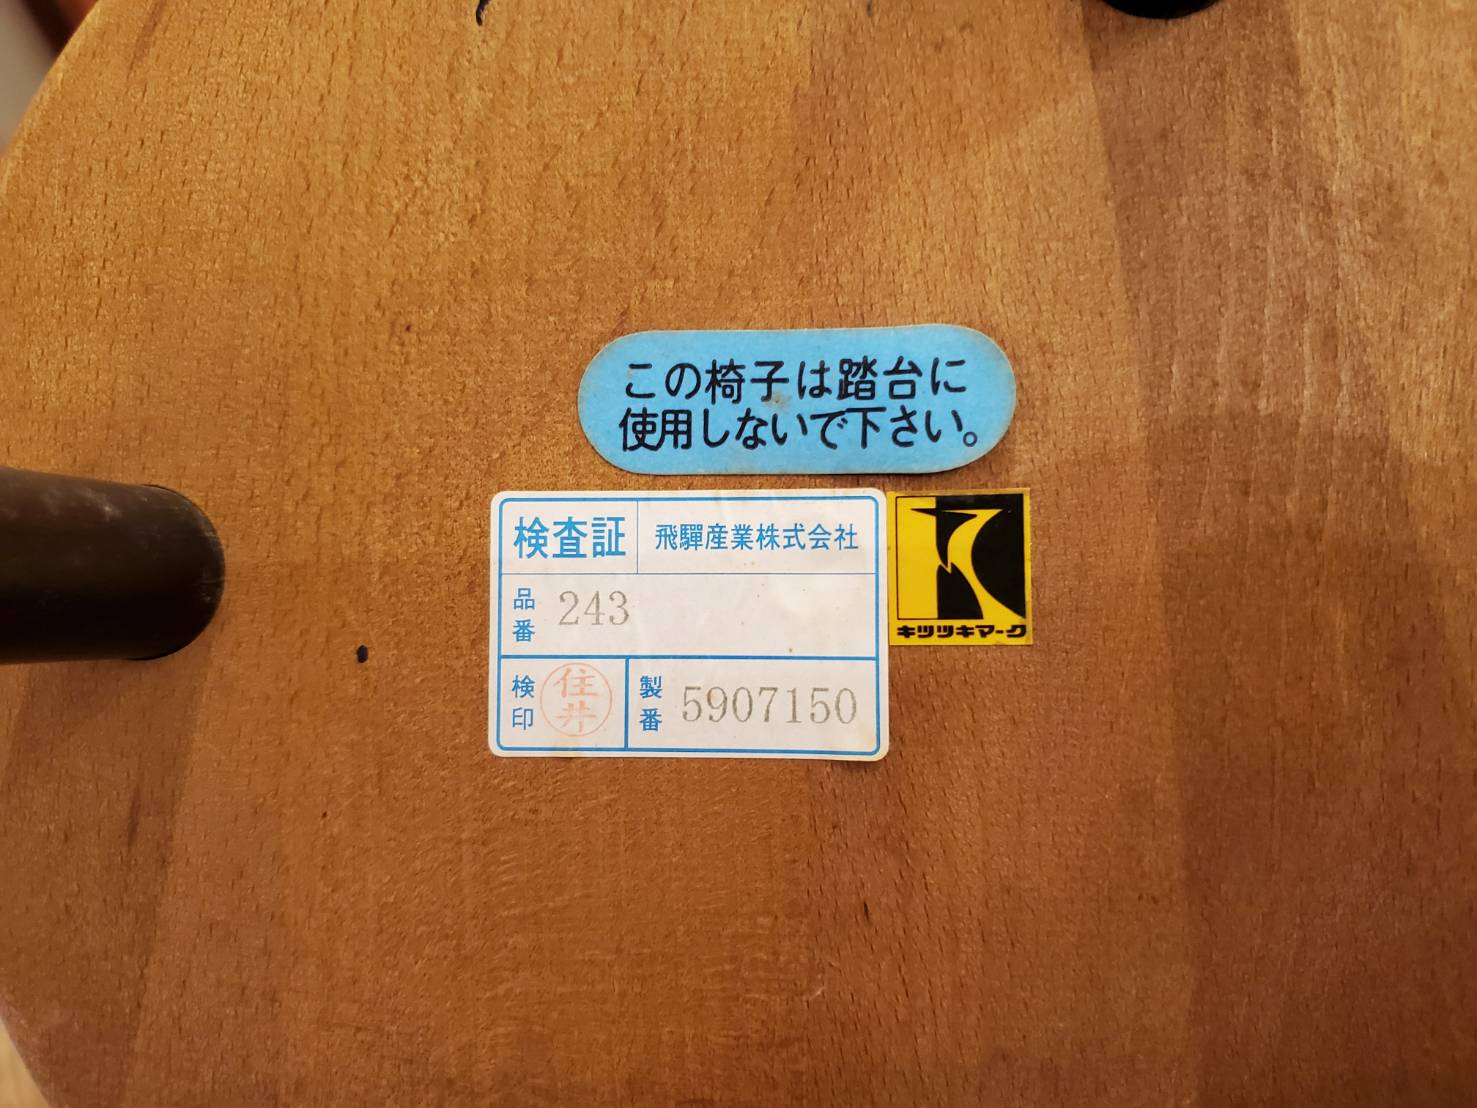 この椅子は踏台に
使用しないで下さい。
検査証 飛驒産業株式会社
品番 243
検印 住井 製番 5907150
キツツキマーク